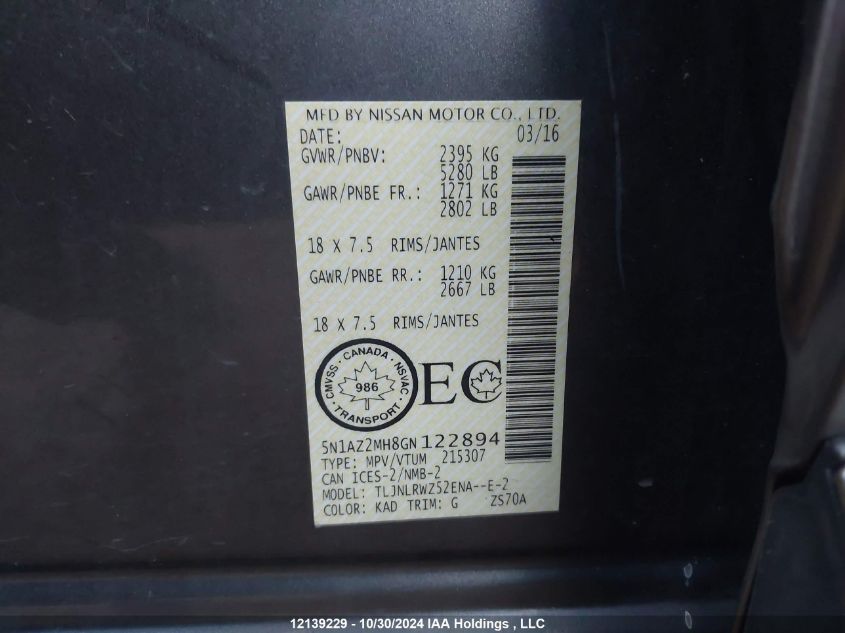 MFD BY NISSAN MOTOR CO., LTD.
DATE: 03/16
GVWR/PNBV: 2395 KG
5280 LB
GAWR/PNBE FR.: 1271 KG
2802 LB
18 X 7.5 RIMS/JANTES
GAWR/PNBE RR.: 1210 KG
2667 LB
18 X 7.5 RIMS/JANTES
CMVSS · CANADA · NSVAC
986
· TRANSPORT ·
EC
5N1AZ2MH8GN122894
TYPE: MPV/VTUM 215307
CAN ICES-2/NMB-2
MODEL: TLJNLRWZ52ENA--E-2
COLOR: KAD TRIM: G ZS70A
12139229 - 10/30/2024 IAA Holdings , LLC